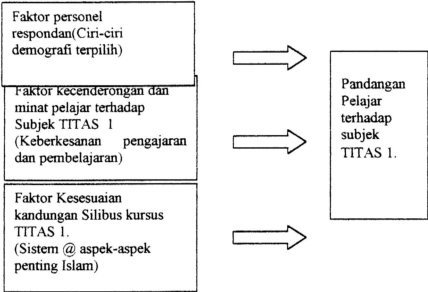 Faktor personel
respondan(Ciri-ciri
demografi terpilih)
Faktor kecenderongan dan
minat pelajar terhadap
Subjek TITAS 1
(Keberkesanan pengajaran
dan pembelajaran)
Faktor Kesesuaian
kandungan Silibus kursus
TITAS 1.
(Sistem @ aspek-aspek
penting Islam)
Pandangan
Pelajar
terhadap
subjek
TITAS 1.